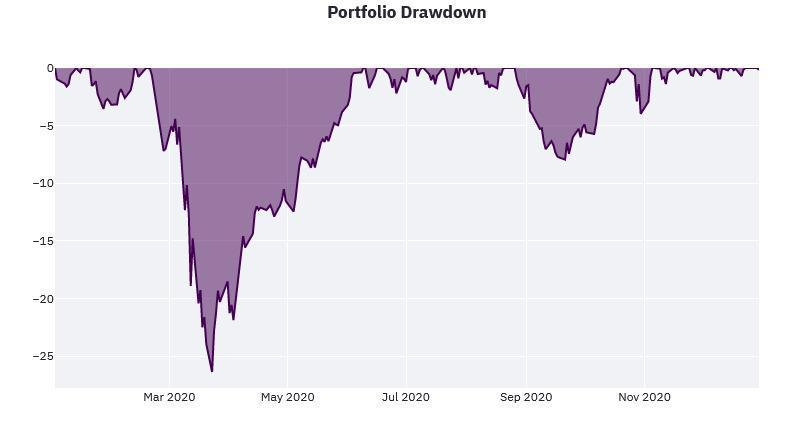 Portfolio Drawdown
0
−5
−10
−15
−20
−25
Mar 2020
May 2020
Jul 2020
Sep 2020
Nov 2020